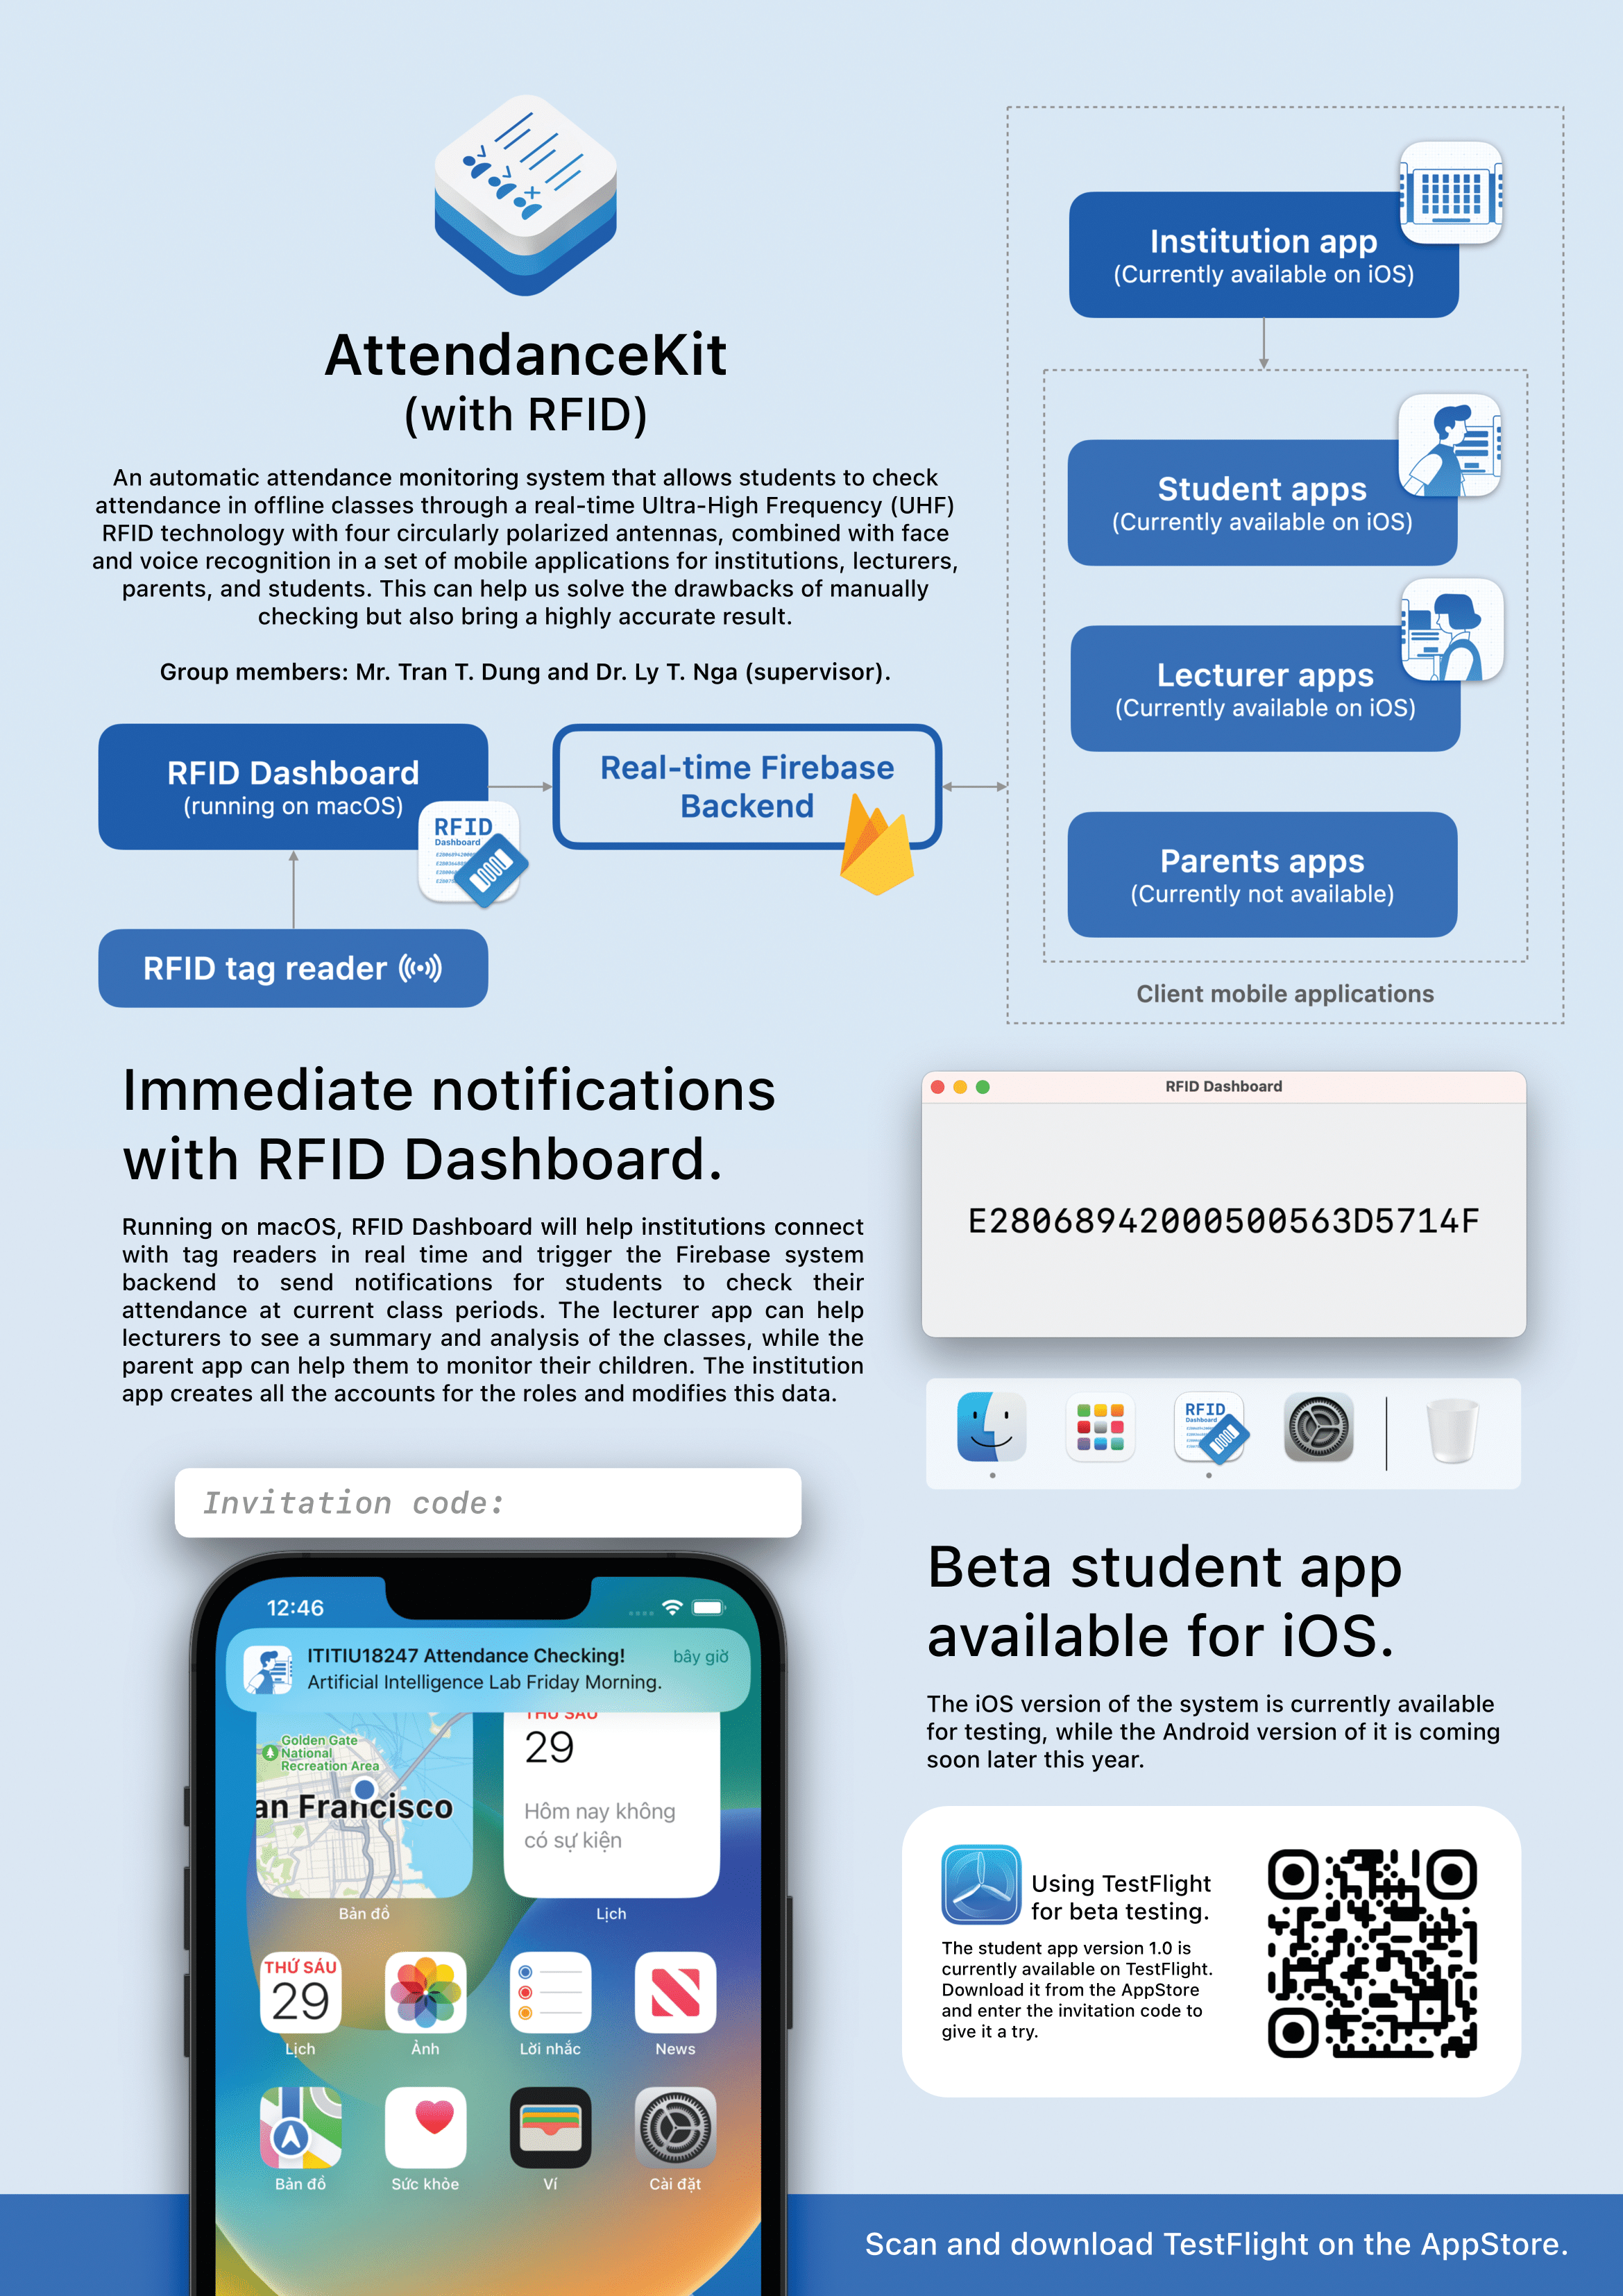 AttendanceKit
(with RFID)
An automatic attendance monitoring system that allows students to check
attendance in offline classes through a real-time Ultra-High Frequency (UHF)
RFID technology with four circularly polarized antennas, combined with face
and voice recognition in a set of mobile applications for institutions, lecturers,
parents, and students. This can help us solve the drawbacks of manually
checking but also bring a highly accurate result.
Group members: Mr. Tran T. Dung and Dr. Ly T. Nga (supervisor).
RFID Dashboard
(running on macOS)
RFID
Dashboard
RFID tag reader
Real-time Firebase
Backend
Institution app
(Currently available on iOS)
Student apps
(Currently available on iOS)
Lecturer apps
(Currently available on iOS)
Parents apps
(Currently not available)
Client mobile applications
Immediate notifications
with RFID Dashboard.
Running on macOS, RFID Dashboard will help institutions connect
with tag readers in real time and trigger the Firebase system
backend to send notifications for students to check their
attendance at current class periods. The lecturer app can help
lecturers to see a summary and analysis of the classes, while the
parent app can help them to monitor their children. The institution
app creates all the accounts for the roles and modifies this data.
RFID Dashboard
E28068942000500563D5714F
RFID
Dashboard
Invitation code:
12:46
ITITIU18247 Attendance Checking!
bây giờ
Artificial Intelligence Lab Friday Morning.
Golden Gate
National
Recreation Area
an Francisco
THỨ SÁU
29
Hôm nay không
có sự kiện
Bản đồ
Lịch
THỨ SÁU
29
Lịch
Ảnh
Lời nhắc
News
Bản đồ
Sức khỏe
Ví
Cài đặt
Beta student app
available for iOS.
The iOS version of the system is currently available
for testing, while the Android version of it is coming
soon later this year.
Using TestFlight
for beta testing.
The student app version 1.0 is
currently available on TestFlight.
Download it from the AppStore
and enter the invitation code to
give it a try.
Scan and download TestFlight on the AppStore.